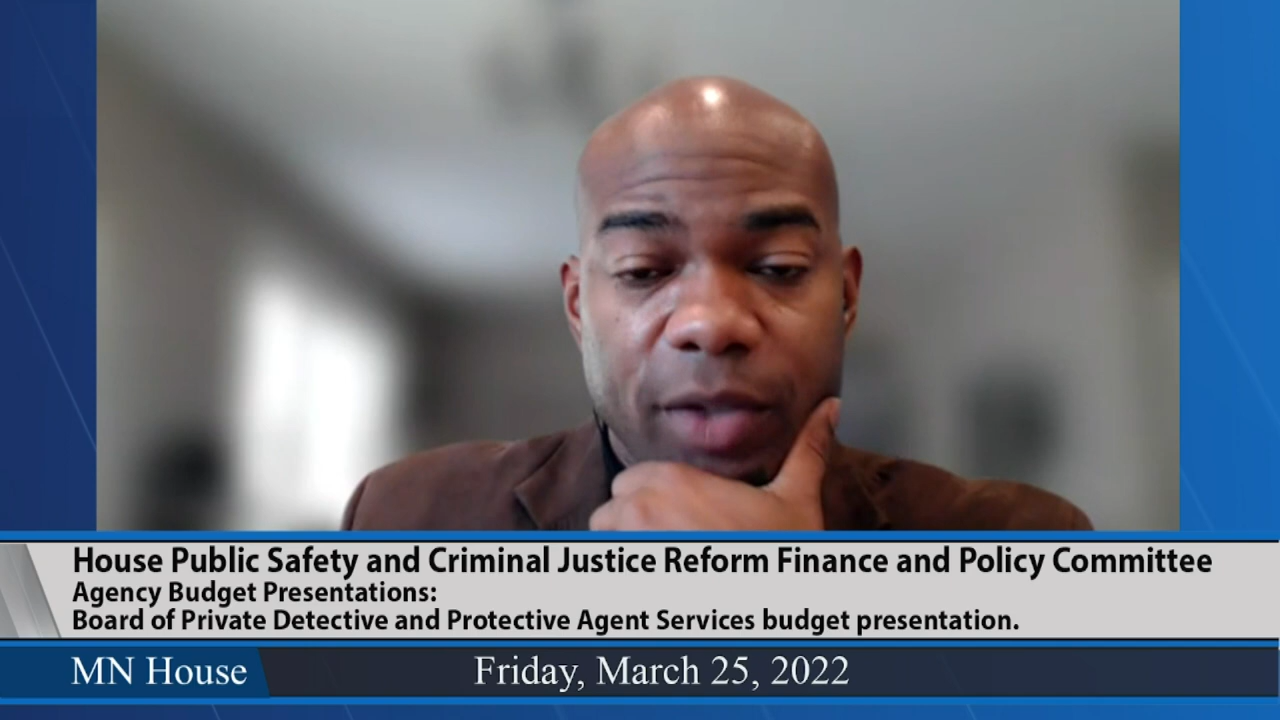 House Public Safety and Criminal Justice Reform Finance and Policy Committee
Agency Budget Presentations:
Board of Private Detective and Protective Agent Services budget presentation.
MN House
Friday, March 25, 2022